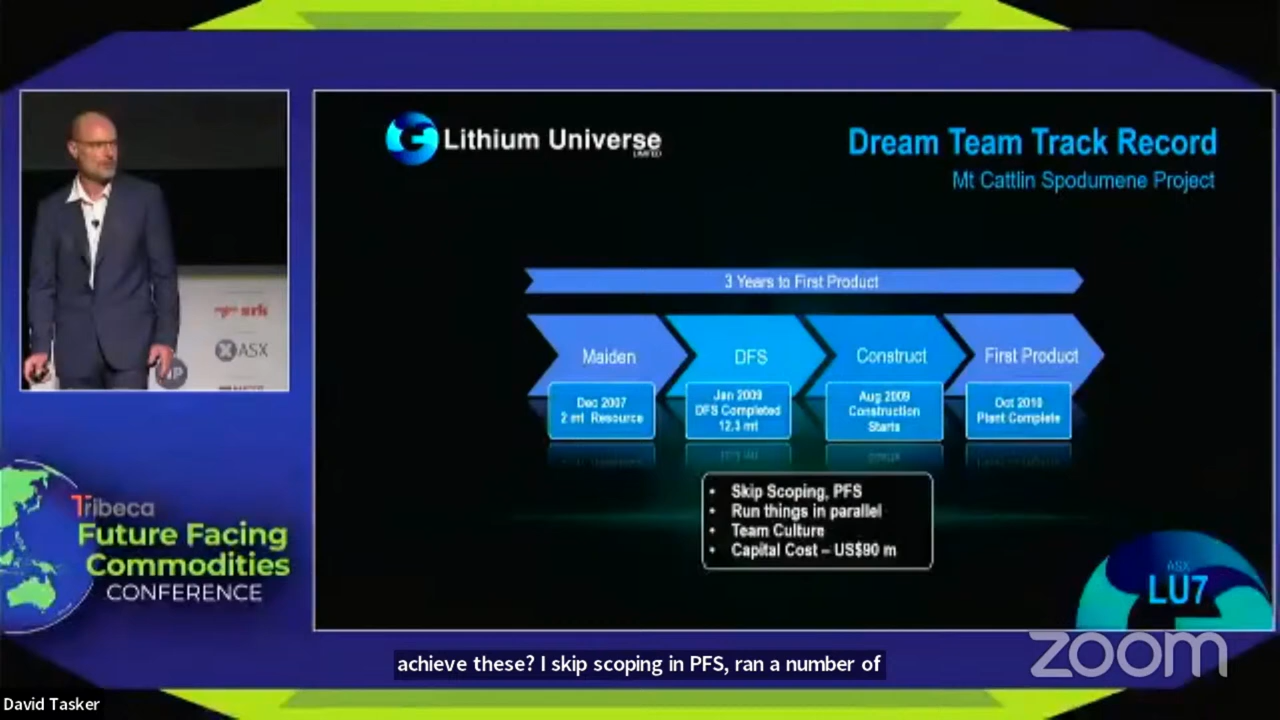 Lithium Universe
LIMITED
Dream Team Track Record
Mt Cattlin Spodumene Project
3 Years to First Product
Maiden
DFS
Construct
First Product
Dec 2007
2 mt Resource
Jan 2009
DFS Completed
12.3 mt
Aug 2009
Construction
Starts
Oct 2010
Plant Complete
• Skip Scoping, PFS
• Run things in parallel
• Team Culture
• Capital Cost – US$90 m
srk
ASX
Tribeca
Future Facing
Commodities
CONFERENCE
ASX
LU7
zoom
achieve these? I skip scoping in PFS, ran a number of
David Tasker